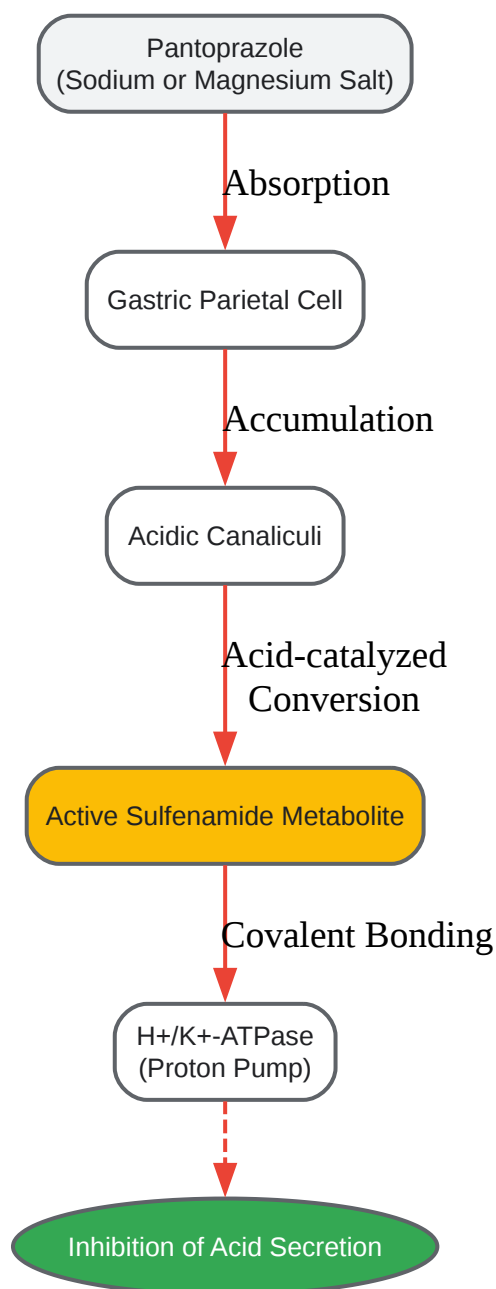 Pantoprazole
(Sodium or Magnesium Salt)
Absorption
Gastric Parietal Cell
Accumulation
Acidic Canaliculi
Acid-catalyzed
Conversion
Active Sulfenamide Metabolite
Covalent Bonding
H+/K+-ATPase
(Proton Pump)
Inhibition of Acid Secretion